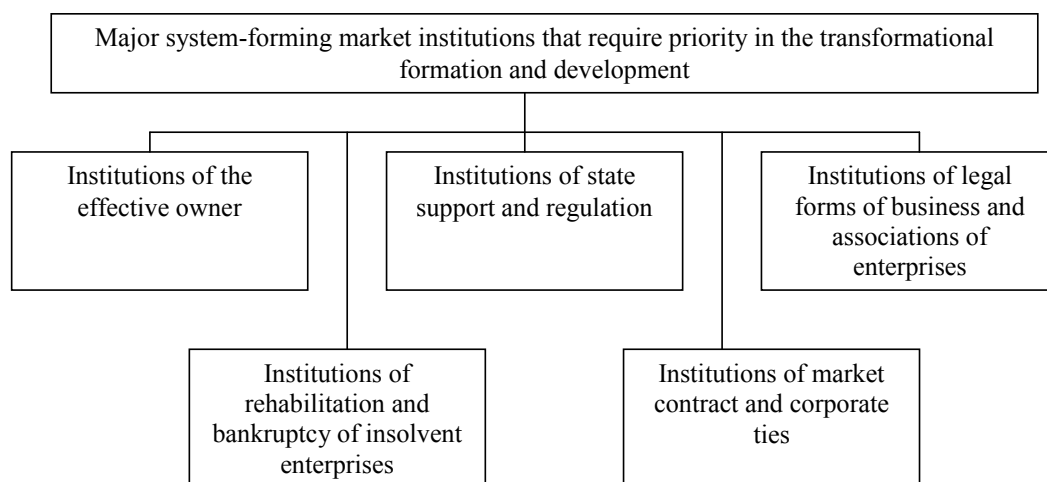 Major system-forming market institutions that require priority in the transformational
formation and development
Institutions of the
effective owner
Institutions of state
support and regulation
Institutions of legal
forms of business and
associations of
enterprises
Institutions of
rehabilitation and
bankruptcy of insolvent
enterprises
Institutions of market
contract and corporate
ties